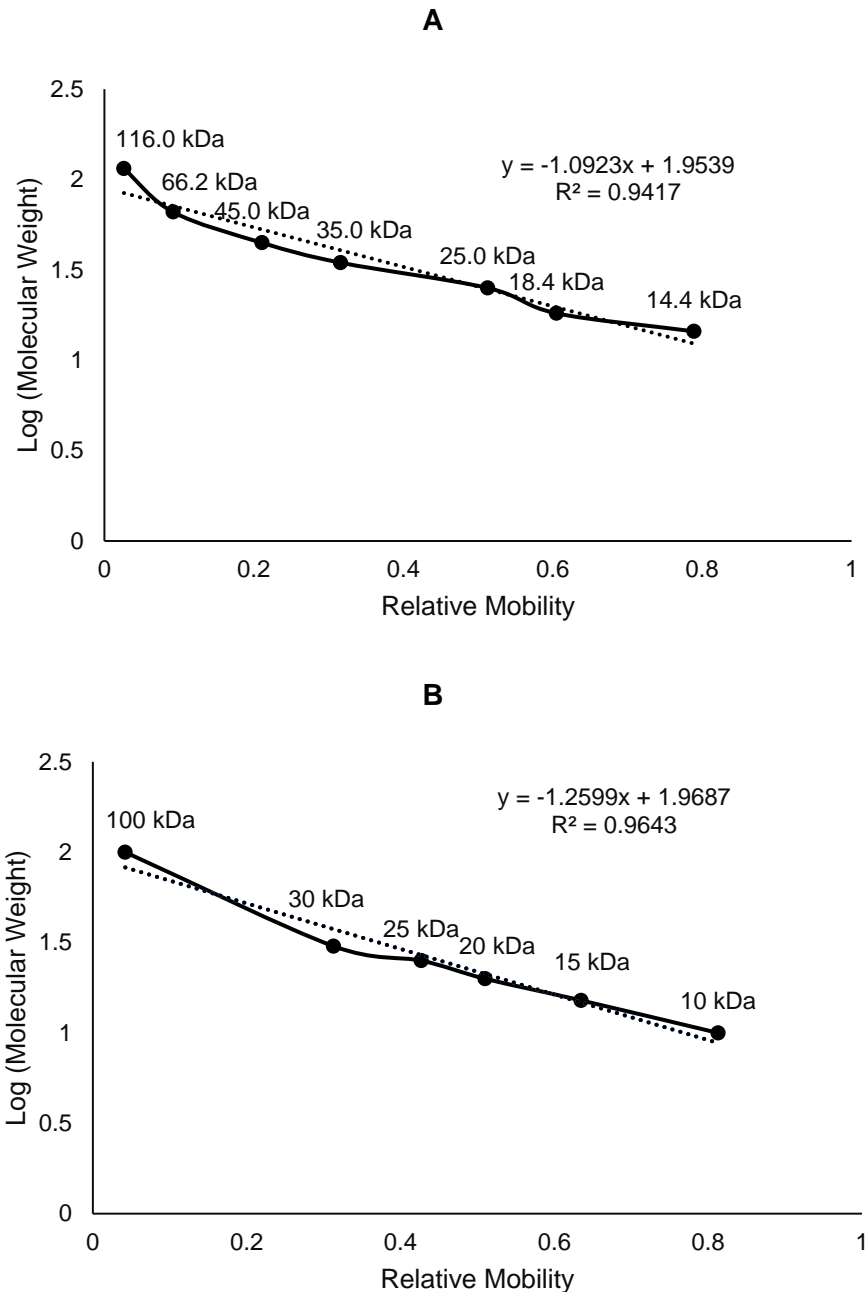 A
2.5
116.0 kDa
y = -1.0923x + 1.9539
R² = 0.9417
2
66.2 kDa
45.0 kDa
35.0 kDa
25.0 kDa
18.4 kDa
14.4 kDa
1.5
1
0.5
0
Log (Molecular Weight)
0 0.2 0.4 0.6 0.8 1
Relative Mobility
B
2.5
y = -1.2599x + 1.9687
R² = 0.9643
100 kDa
2
30 kDa
25 kDa
20 kDa
15 kDa
10 kDa
1.5
1
0.5
0
Log (Molecular Weight)
0 0.2 0.4 0.6 0.8 1
Relative Mobility